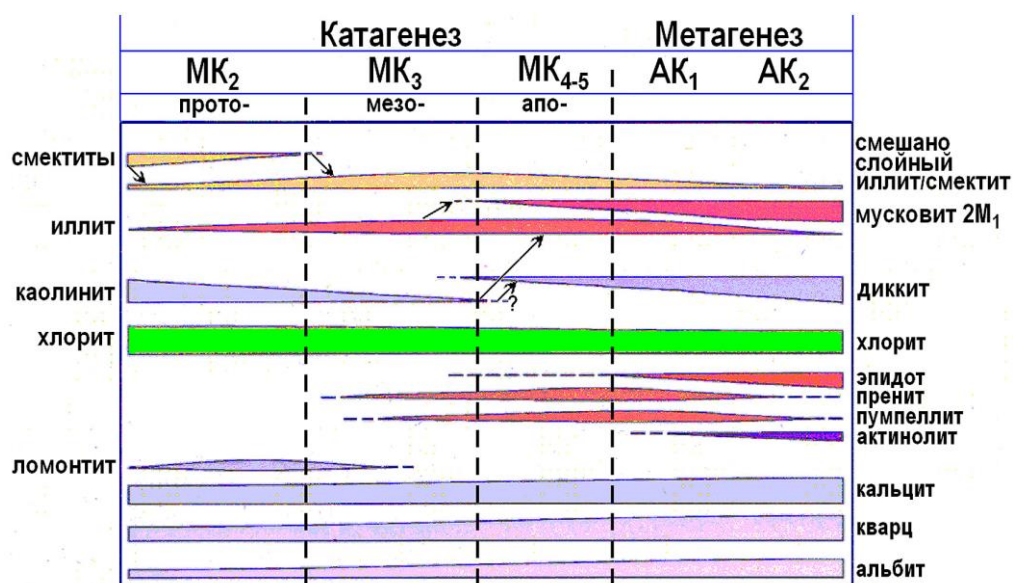 Катагенез Метагенез
МК2 МК3 МК4-5 АК1 АК2
прото- мезо- апо-
смектиты
смешано
слойный
иллит/смектит
иллит
мусковит 2М1
каолинит
?
диккит
хлорит
хлорит
эпидот
пренит
пумпеллит
актинолит
ломонтит
кальцит
кварц
альбит